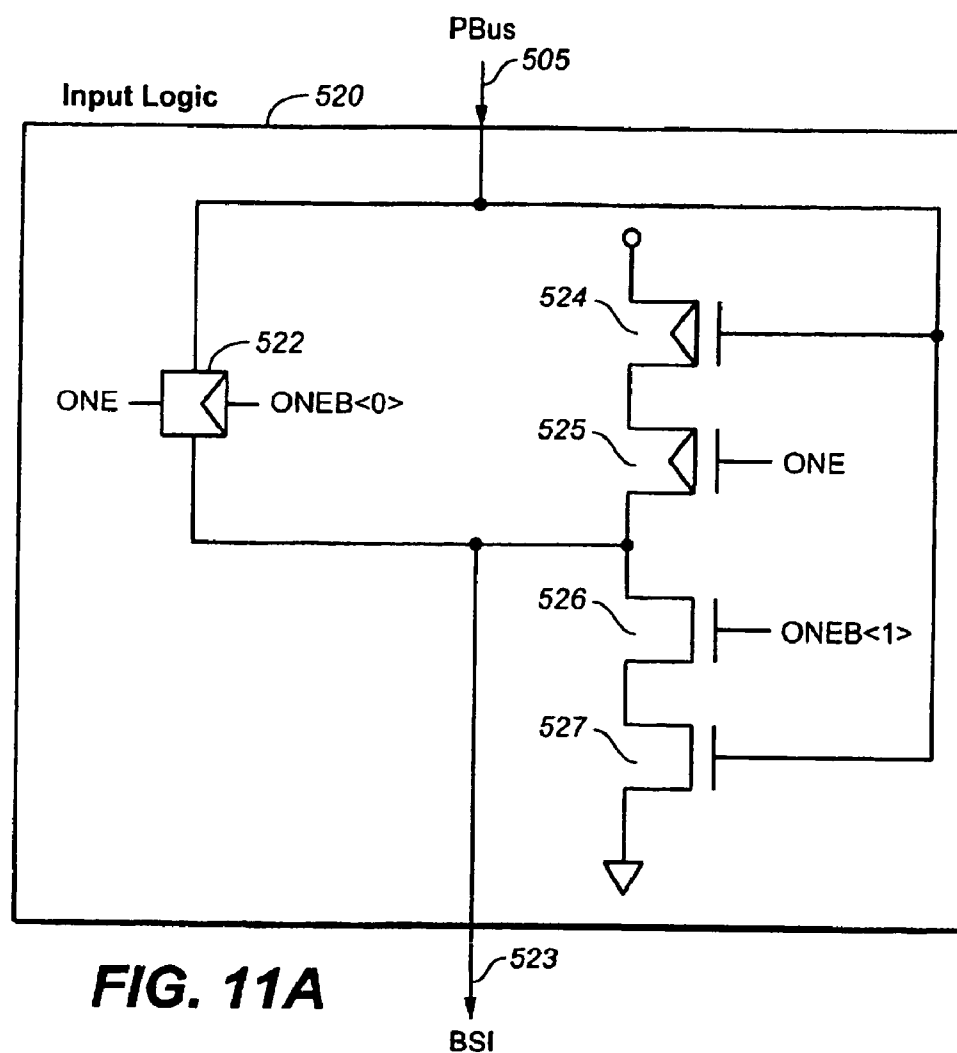 PBus
505
Input Logic
520
524
522
ONE
ONEB<0>
525
ONE
526
ONEB<1>
527
523
FIG. 11A
BSI